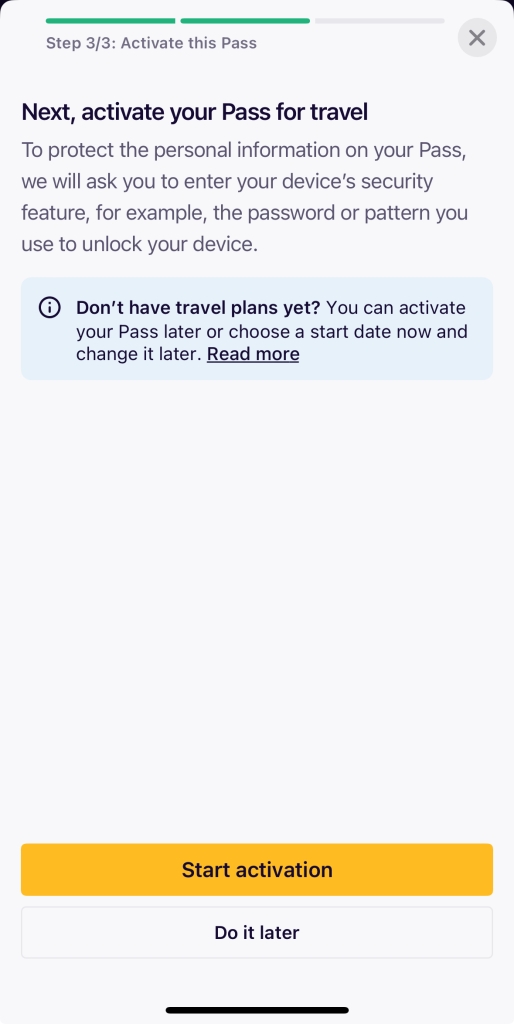 Step 3/3: Activate this Pass
Next, activate your Pass for travel
To protect the personal information on your Pass,
we will ask you to enter your device’s security
feature, for example, the password or pattern you
use to unlock your device.
Don’t have travel plans yet? You can activate
your Pass later or choose a start date now and
change it later. Read more
Start activation
Do it later